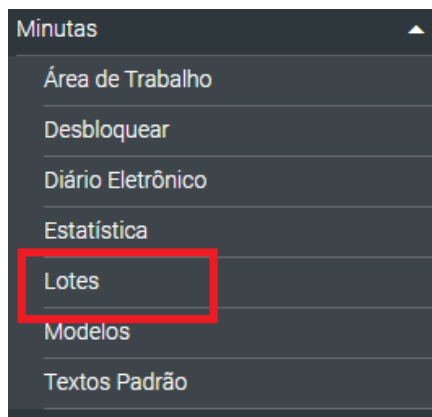 Minutas
Área de Trabalho
Desbloquear
Diário Eletrônico
Estatística
Lotes
Modelos
Textos Padrão